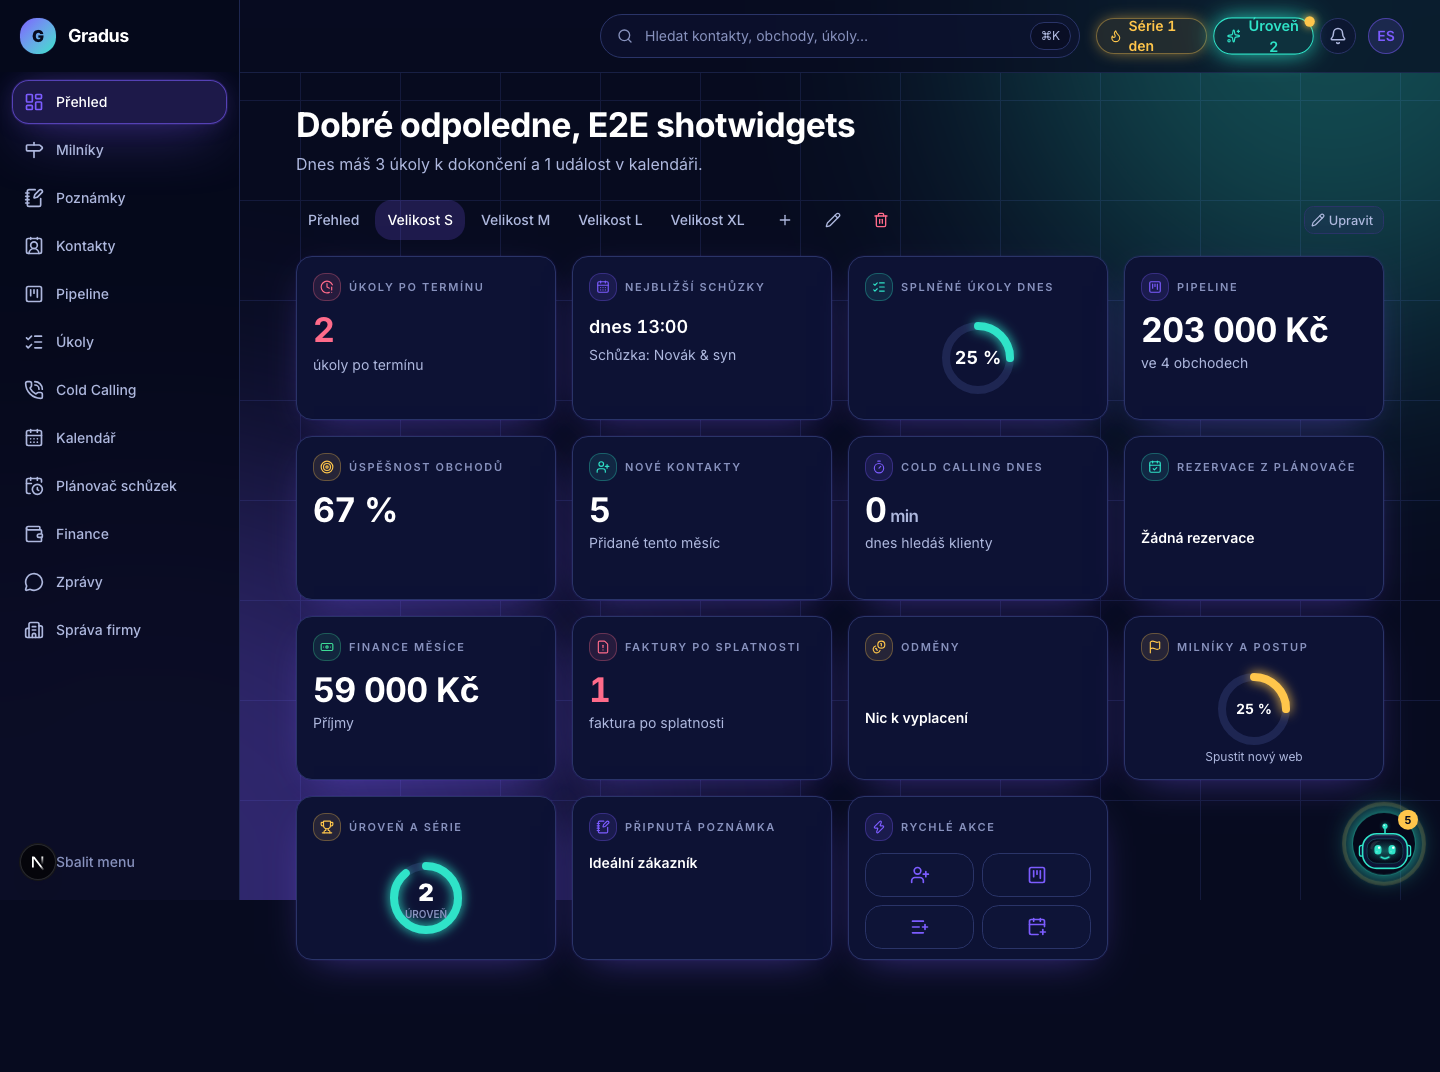 G
Gradus
Hledat kontakty, obchody, úkoly...
⌘K
Série 1
den
Úroveň
2
ES
Přehled
Milníky
Poznámky
Kontakty
Pipeline
Úkoly
Cold Calling
Kalendář
Plánovač schůzek
Finance
Zprávy
Správa firmy
N
Sbalit menu
Dobré odpoledne, E2E shotwidgets
Dnes máš 3 úkoly k dokončení a 1 událost v kalendáři.
Přehled
Velikost S
Velikost M
Velikost L
Velikost XL
Upravit
ÚKOLY PO TERMÍNU
2
úkoly po termínu
NEJBLIŽŠÍ SCHŮZKY
dnes 13:00
Schůzka: Novák & syn
SPLNĚNÉ ÚKOLY DNES
25 %
PIPELINE
203 000 Kč
ve 4 obchodech
ÚSPĚŠNOST OBCHODŮ
67 %
NOVÉ KONTAKTY
5
Přidané tento měsíc
COLD CALLING DNES
0 min
dnes hledáš klienty
REZERVACE Z PLÁNOVAČE
Žádná rezervace
FINANCE MĚSÍCE
59 000 Kč
Příjmy
FAKTURY PO SPLATNOSTI
1
faktura po splatnosti
ODMĚNY
Nic k vyplacení
MILNÍKY A POSTUP
25 %
Spustit nový web
ÚROVEŇ A SÉRIE
2
ÚROVEŇ
PŘIPNUTÁ POZNÁMKA
Ideální zákazník
RYCHLÉ AKCE
5